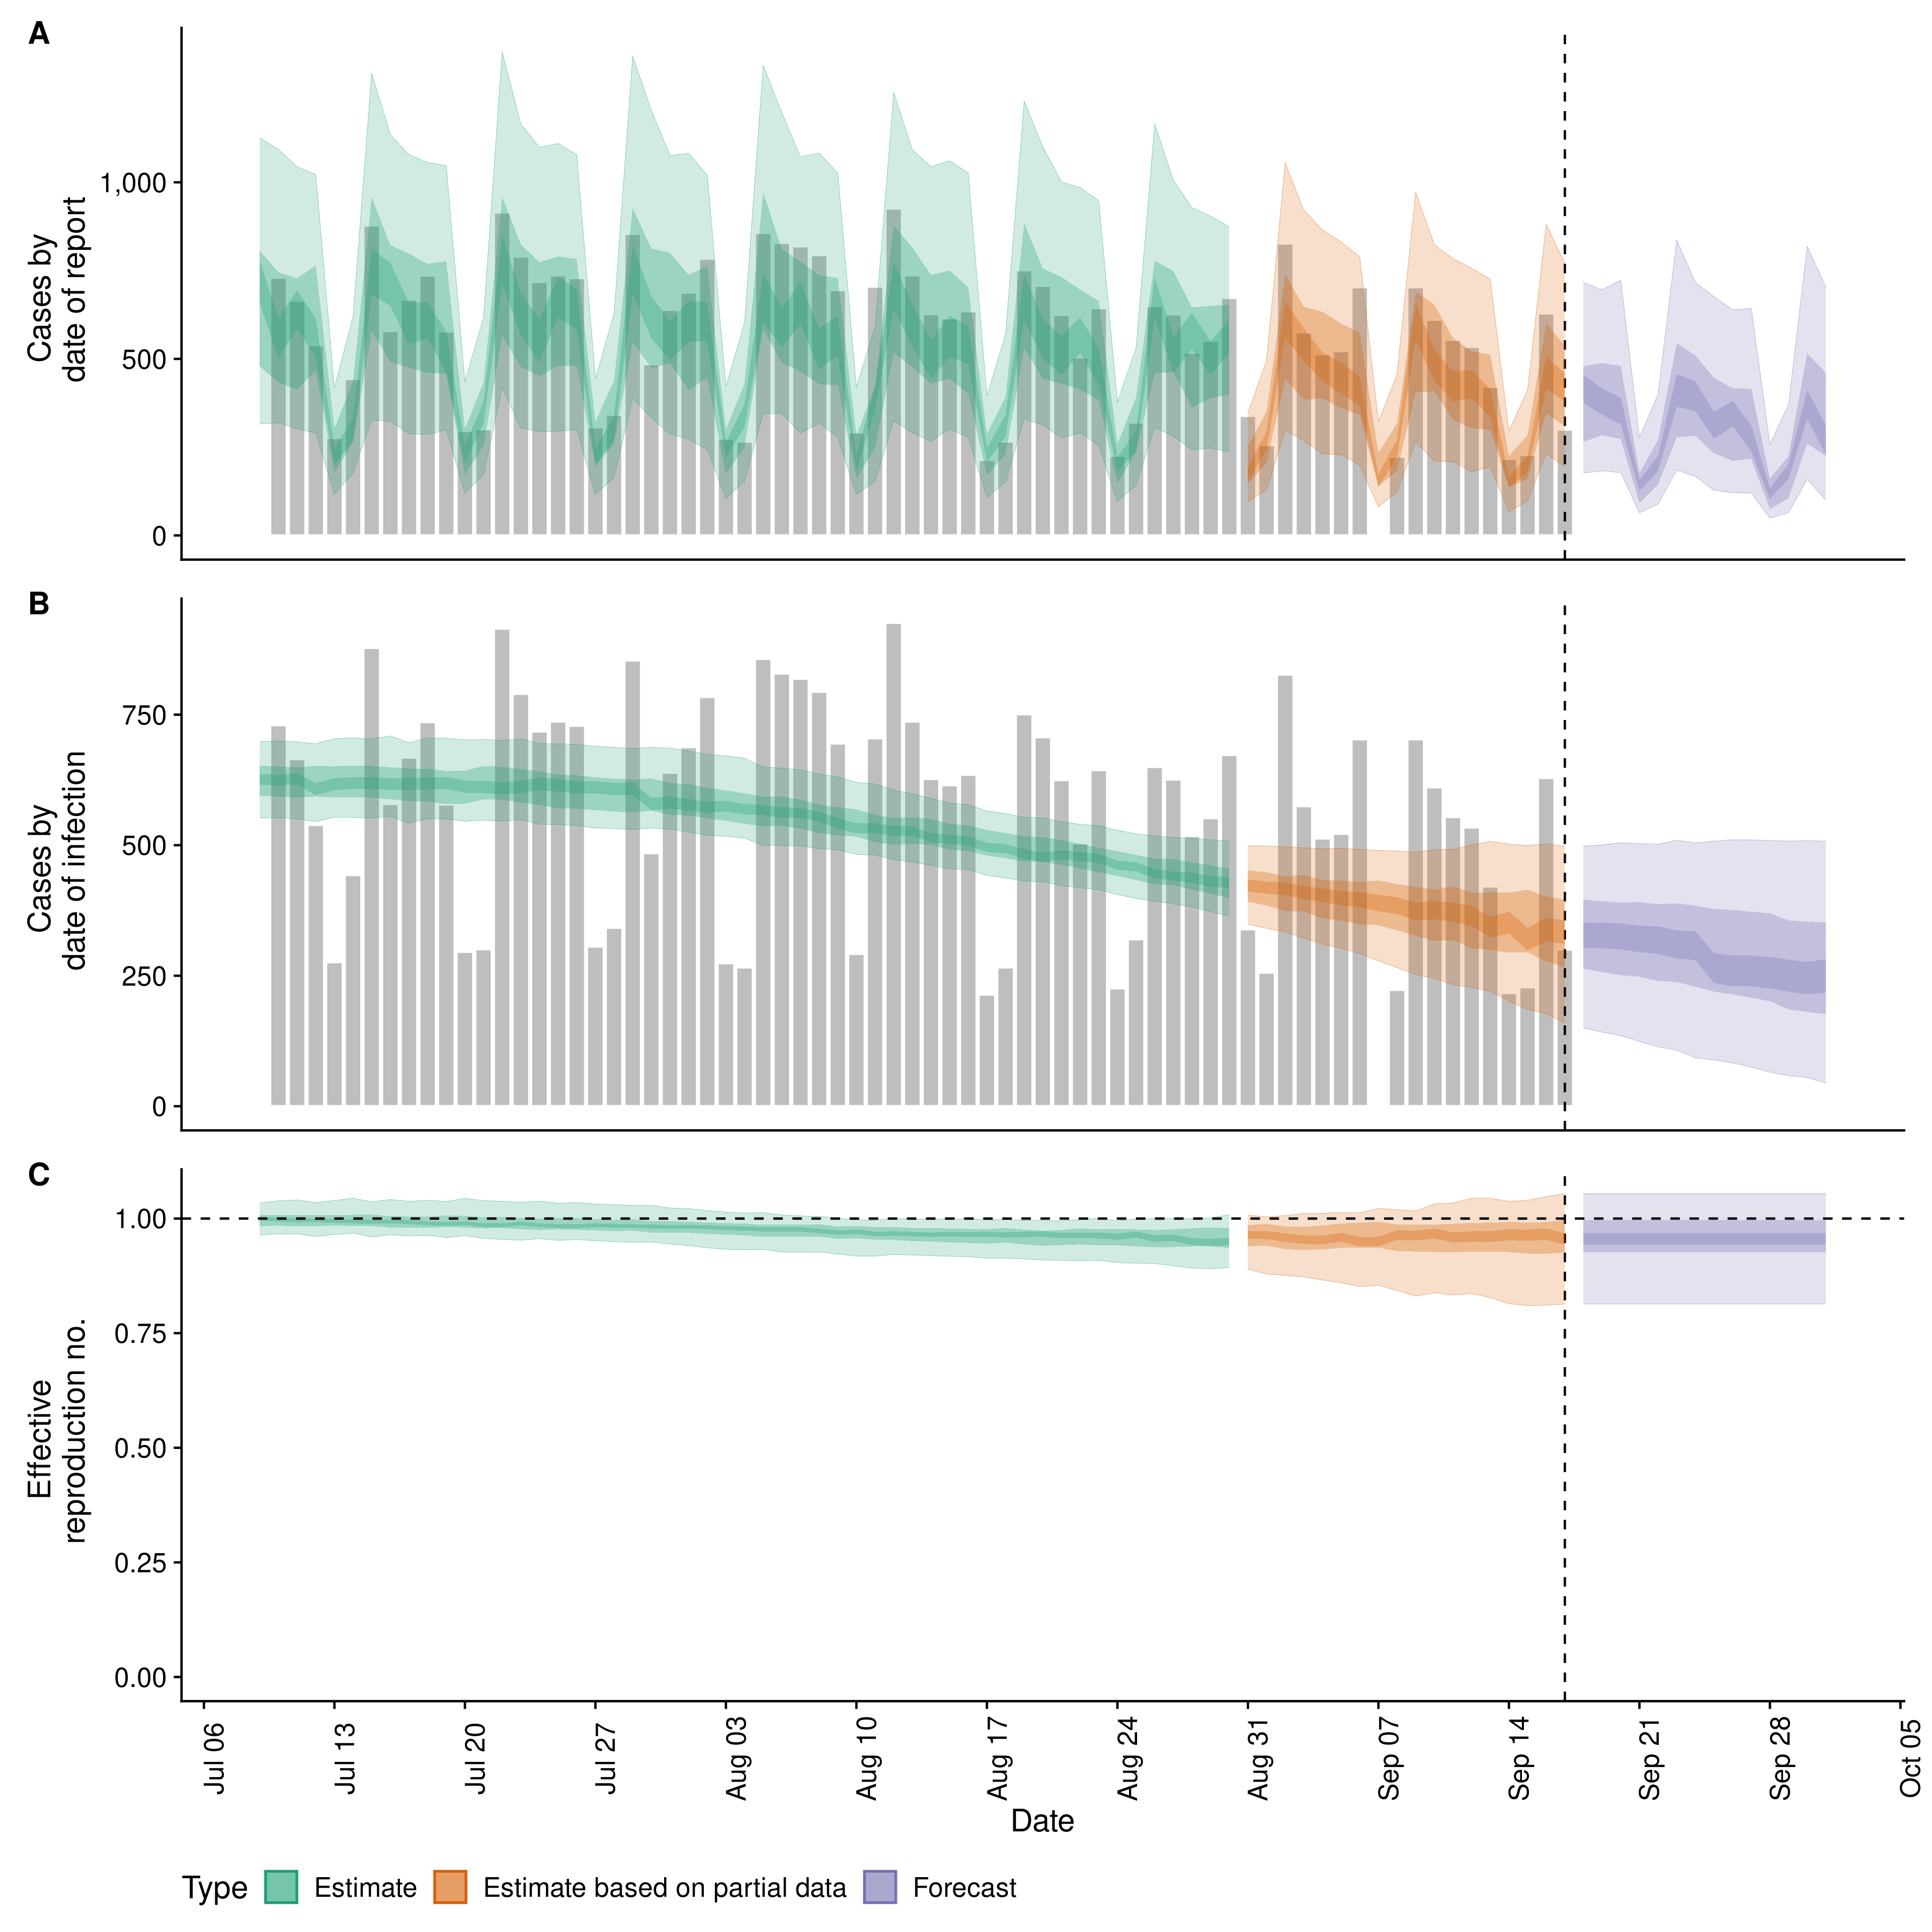 A
Cases by
date of report
1,000
500
0
B
Cases by
date of infection
750
500
250
0
C
Effective
reproduction no.
1.00
0.75
0.50
0.25
0.00
Jul 06
Jul 13
Jul 20
Jul 27
Aug 03
Aug 10
Aug 17
Aug 24
Aug 31
Sep 07
Sep 14
Sep 21
Sep 28
Oct 05
Date
Type Estimate Estimate based on partial data Forecast